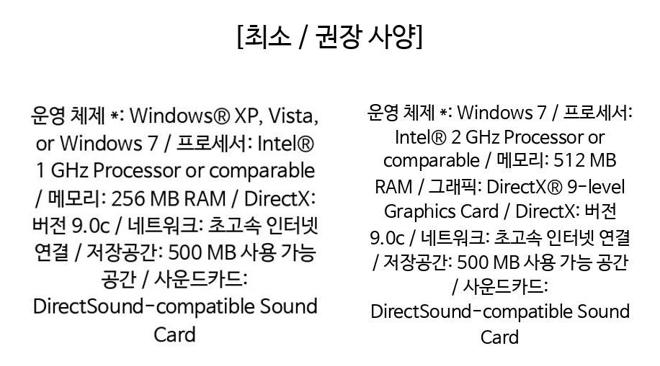 [최소 / 권장 사양]
운영 체제 *: Windows® XP, Vista,
or Windows 7 / 프로세서: Intel®
1 GHz Processor or comparable
/ 메모리: 256 MB RAM / DirectX:
버전 9.0c / 네트워크: 초고속 인터넷
연결 / 저장공간: 500 MB 사용 가능
공간 / 사운드카드:
DirectSound-compatible Sound
Card
운영 체제 *: Windows 7 / 프로세서:
Intel® 2 GHz Processor or
comparable / 메모리: 512 MB
RAM / 그래픽: DirectX® 9-level
Graphics Card / DirectX: 버전
9.0c / 네트워크: 초고속 인터넷 연결
/ 저장공간: 500 MB 사용 가능 공간
/ 사운드카드:
DirectSound-compatible Sound
Card